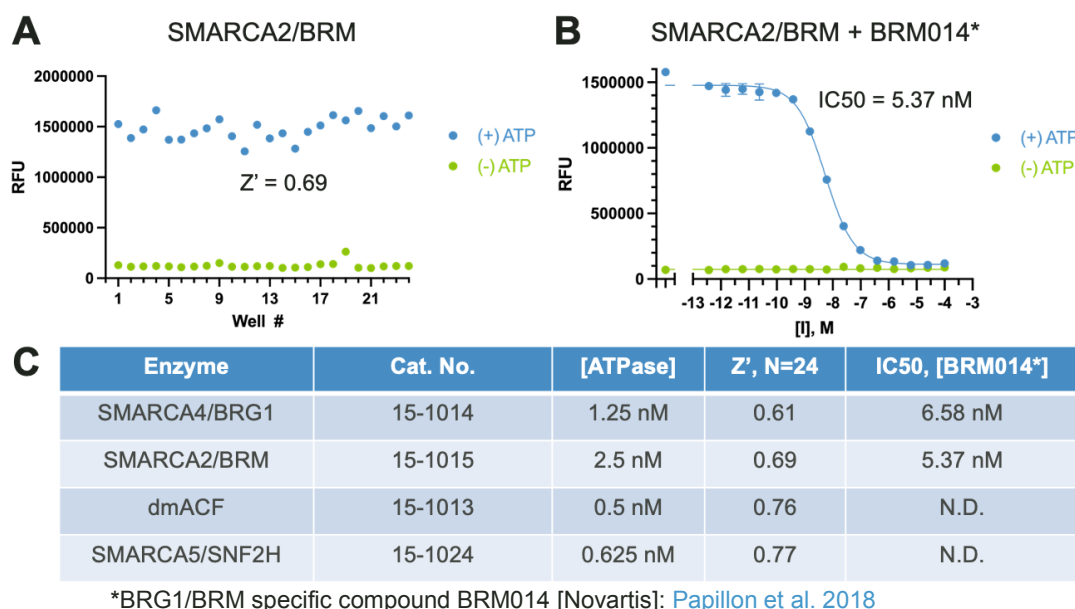 A
SMARCA2/BRM
2000000
1500000
1000000
500000
0
RFU
Z' = 0.69
(+) ATP
(-) ATP
1 5 9 13 17 21
Well #
B
SMARCA2/BRM + BRM014*
1500000
1000000
500000
0
RFU
IC50 = 5.37 nM
(+) ATP
(-) ATP
-13 -12 -11 -10 -9 -8 -7 -6 -5 -4 -3
[I], M
C
Enzyme Cat. No. [ATPase] Z', N=24 IC50, [BRM014*]
SMARCA4/BRG1 15-1014 1.25 nM 0.61 6.58 nM
SMARCA2/BRM 15-1015 2.5 nM 0.69 5.37 nM
dmACF 15-1013 0.5 nM 0.76 N.D.
SMARCA5/SNF2H 15-1024 0.625 nM 0.77 N.D.
*BRG1/BRM specific compound BRM014 [Novartis]: Papillon et al. 2018